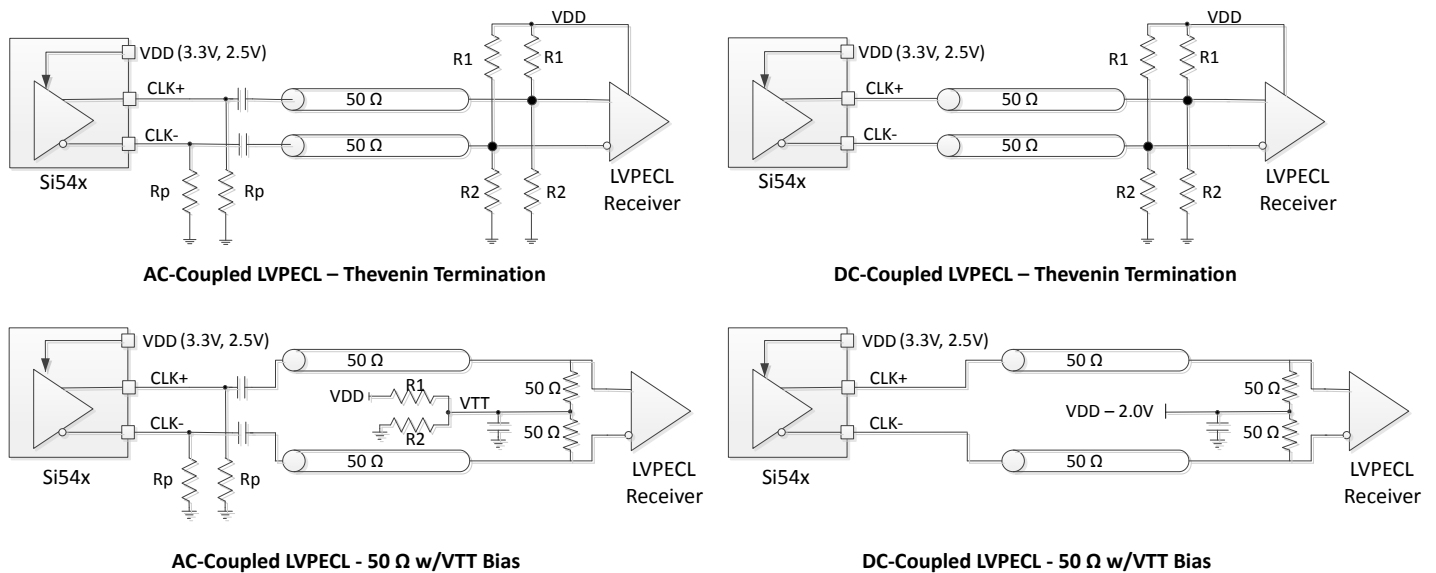 VDD
R1
R1
VDD (3.3V, 2.5V)
CLK+
50 Ω
CLK-
50 Ω
Si54x
Rp
Rp
R2
R2
LVPECL
Receiver
AC-Coupled LVPECL – Thevenin Termination
VDD
R1
R1
VDD (3.3V, 2.5V)
CLK+
50 Ω
CLK-
50 Ω
Si54x
R2
R2
LVPECL
Receiver
DC-Coupled LVPECL – Thevenin Termination
VDD (3.3V, 2.5V)
50 Ω
CLK+
R1
VDD
VTT
R2
50 Ω
50 Ω
CLK-
50 Ω
Si54x
Rp
Rp
LVPECL
Receiver
AC-Coupled LVPECL - 50 Ω w/VTT Bias
VDD (3.3V, 2.5V)
50 Ω
CLK+
50 Ω
VDD – 2.0V
50 Ω
CLK-
50 Ω
Si54x
LVPECL
Receiver
DC-Coupled LVPECL - 50 Ω w/VTT Bias